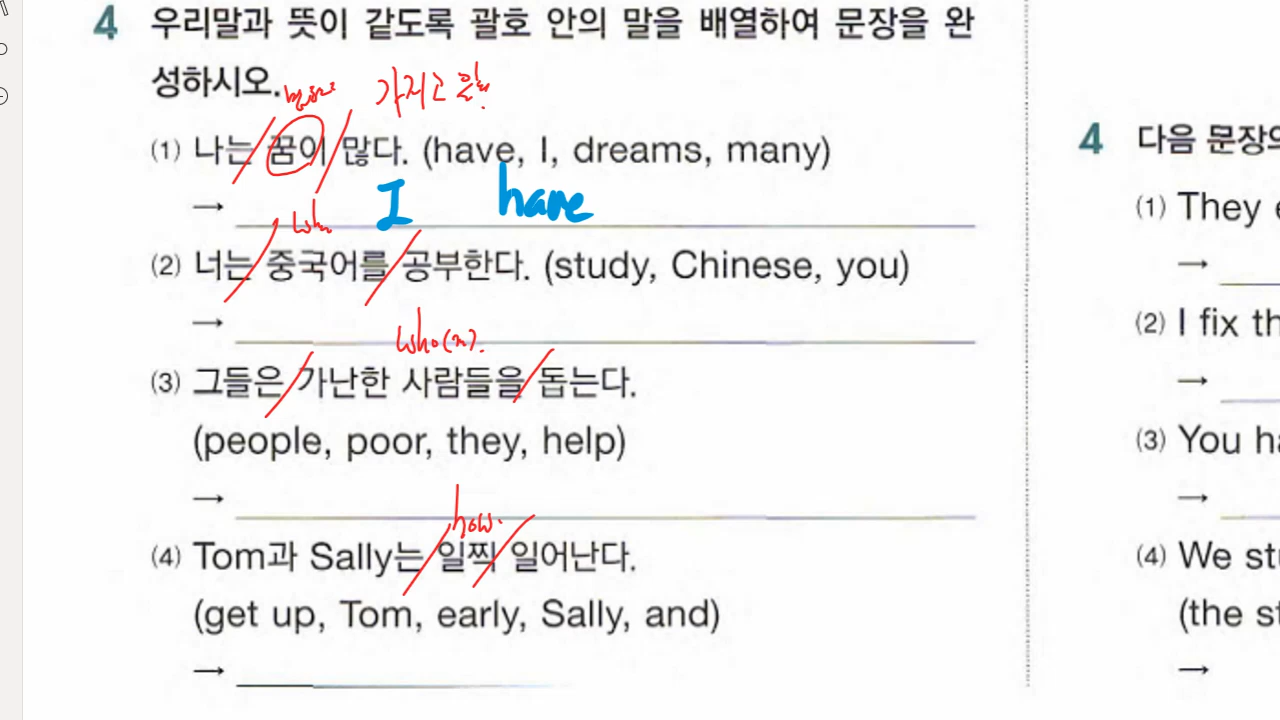 4 우리말과 뜻이 같도록 괄호 안의 말을 배열하여 문장을 완
성하시오.
가지고 있
(1) 나는 꿈이 많다. (have, I, dreams, many)
→ I have
(2) 너는 중국어를 공부한다. (study, Chinese, you)
→
who(x).
(3) 그들은 가난한 사람들을 돕는다.
(people, poor, they, help)
→
how.
(4) Tom과 Sally는 일찍 일어난다.
(get up, Tom, early, Sally, and)
→
4 다음 문장의
(1) They
→
(2) I fix th
→
(3) You ha
→
(4) We stu
(the st
→